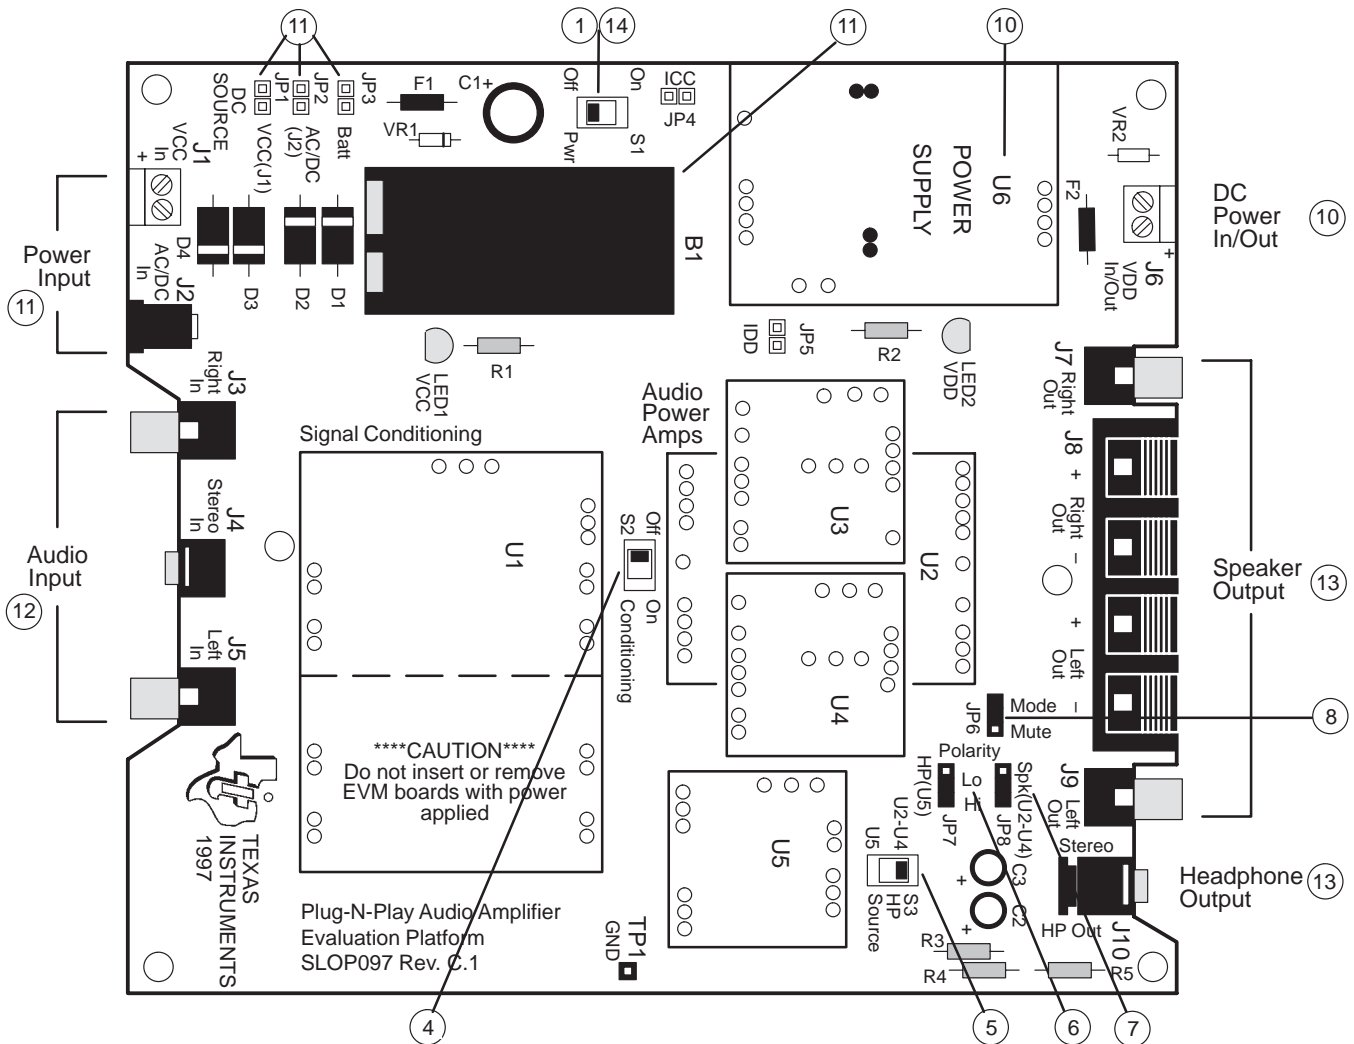 11
1
14
11
10
DC
SOURCE
JP1
VCC(J1)
JP2
AC/DC
(J2)
JP3
Batt
F1
VR1
C1+
Off
On
Pwr
S1
ICC
JP4
U6
POWER
SUPPLY
VR2
F2
J6
VDD
In/Out
+
DC
Power
In/Out
10
J1
VCC
In
+
Power
Input
11
D4
D3
D2
D1
J2
AC/DC
In
B1
LED1
VCC
R1
IDD
JP5
R2
LED2
VDD
J3
Right
In
J4
Stereo
In
J5
Left
In
Audio
Input
12
Signal Conditioning
U1
S2
Off
On
Conditioning
Audio
Power
Amps
U3
U2
U4
J7
Right
Out
J8
+
Right
Out
–
+
Left
Out
–
Speaker
Output
13
JP6
Mode
Mute
8
****CAUTION****
Do not insert or remove
EVM boards with power
applied
TEXAS
INSTRUMENTS
1997
Polarity
HP(U5)
Lo
Hi
JP7
Spk(U2-U4)
JP8
J9
Left
Out
U5
U5
U2-U4
S3
HP
Source
+
C3
C2
+
Stereo
HP Out
J10
Headphone
Output
13
Plug-N-Play Audio Amplifier
Evaluation Platform
SLOP097 Rev. C.1
TP1
GND
R3
R4
R5
4
5
6
7